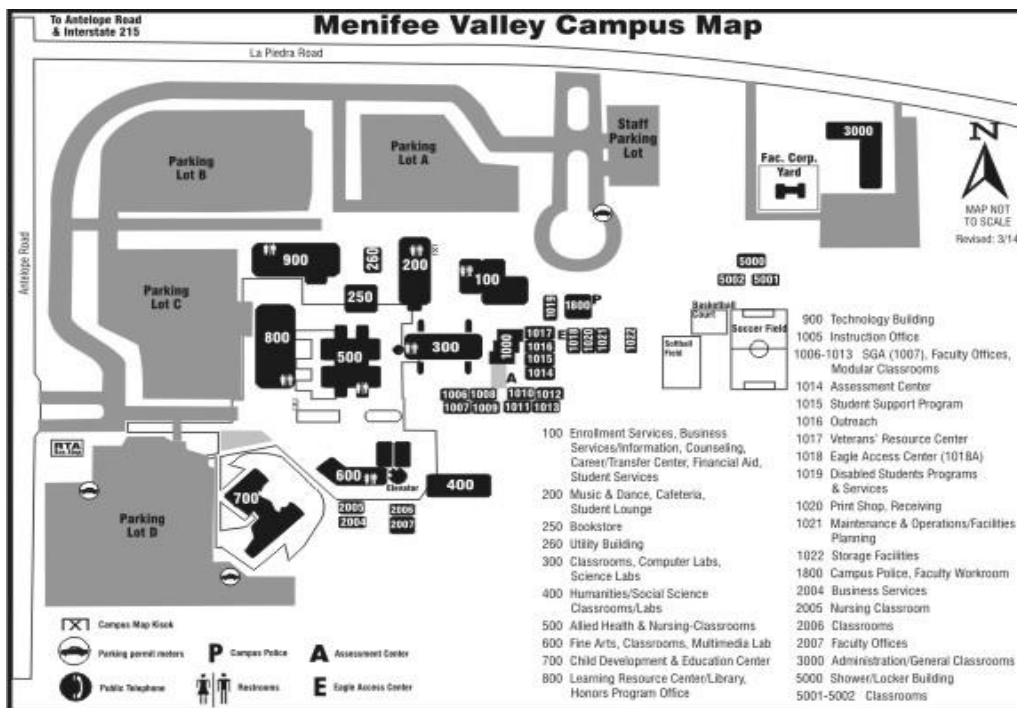 To Antelope Road
& Interstate 215
Menifee Valley Campus Map
La Piedra Road
Antelope Road
Parking
Lot B
Parking
Lot A
Staff
Parking
Lot
3000
Fac. Corp.
Yard
N
MAP NOT
TO SCALE
Revised: 3/14
Parking
Lot C
900
260
200
250
100
5000
5002 5001
1019
1800 P
Basketball
Court
Soccer Field
Softball
Field
800
500
300
1000
1017
1016
1015
1014
E
1018
1020
1021
1022
A
1006 1008 1010 1012
1007 1009 1011 1013
RTA
Bus Stop
Parking
Lot D
700
600
Elevator
400
2005 2006
2004 2007
100 Enrollment Services, Business
Services/Information, Counseling,
Career/Transfer Center, Financial Aid,
Student Services
200 Music & Dance, Cafeteria,
Student Lounge
250 Bookstore
260 Utility Building
300 Classrooms, Computer Labs,
Science Labs
400 Humanities/Social Science
Classrooms/Labs
500 Allied Health & Nursing-Classrooms
600 Fine Arts, Classrooms, Multimedia Lab
700 Child Development & Education Center
800 Learning Resource Center/Library,
Honors Program Office
900 Technology Building
1005 Instruction Office
1006-1013 SGA (1007), Faculty Offices,
Modular Classrooms
1014 Assessment Center
1015 Student Support Program
1016 Outreach
1017 Veterans' Resource Center
1018 Eagle Access Center (1018A)
1019 Disabled Students Programs
& Services
1020 Print Shop, Receiving
1021 Maintenance & Operations/Facilities
Planning
1022 Storage Facilities
1800 Campus Police, Faculty Workroom
2004 Business Services
2005 Nursing Classroom
2006 Classrooms
2007 Faculty Offices
3000 Administration/General Classrooms
5000 Shower/Locker Building
5001-5002 Classrooms
Campus Map Kisok
Parking permit meters
P Campus Police
A Assessment Center
Public Telephone
Restrooms
E Eagle Access Center